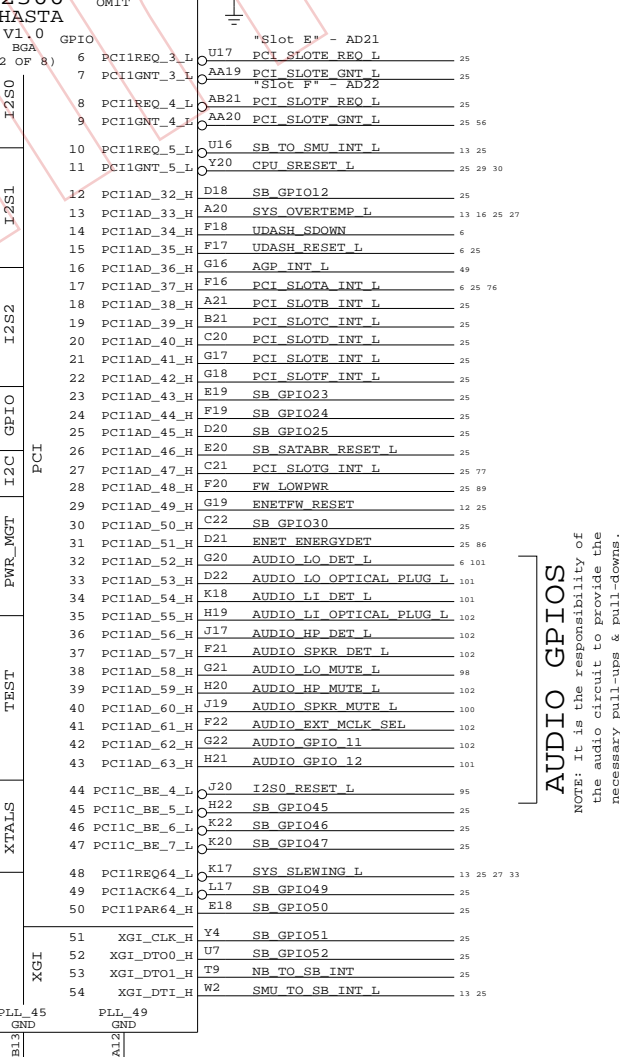 HASTA
OMIT
V1.0
BGA
2 OF 8)
GPIO
"Slot E" - AD21
6 PCI1REQ_3_L U17 PCI_SLOTE_REQ_L 25
7 PCI1GNT_3_L AA19 PCI_SLOTE_GNT_L 25
"Slot F" - AD22
8 PCI1REQ_4_L AB21 PCI_SLOTF_REQ_L 25
9 PCI1GNT_4_L AA20 PCI_SLOTF_GNT_L 25 56
10 PCI1REQ_5_L U16 SB_TO_SMU_INT_L 13 25
11 PCI1GNT_5_L Y20 CPU_SRESET_L 25 29 30
12 PCI1AD_32_H D18 SB_GPIO12 25
13 PCI1AD_33_H A20 SYS_OVERTEMP_L 13 16 25 27
14 PCI1AD_34_H F18 UDASH_SDOWN 6
15 PCI1AD_35_H F17 UDASH_RESET_L 6 25
16 PCI1AD_36_H G16 AGP_INT_L 49
17 PCI1AD_37_H F16 PCI_SLOTA_INT_L 6 25 76
18 PCI1AD_38_H A21 PCI_SLOTB_INT_L 25
19 PCI1AD_39_H B21 PCI_SLOTC_INT_L 25
20 PCI1AD_40_H C20 PCI_SLOTD_INT_L 25
21 PCI1AD_41_H G17 PCI_SLOTE_INT_L 25
22 PCI1AD_42_H G18 PCI_SLOTF_INT_L 25
23 PCI1AD_43_H E19 SB_GPIO23 25
24 PCI1AD_44_H F19 SB_GPIO24 25
25 PCI1AD_45_H D20 SB_GPIO25 25
26 PCI1AD_46_H E20 SB_SATABR_RESET_L 25
27 PCI1AD_47_H C21 PCI_SLOTG_INT_L 25 77
28 PCI1AD_48_H F20 FW_LOWPWR 25 89
29 PCI1AD_49_H G19 ENETFW_RESET 12 25
30 PCI1AD_50_H C22 SB_GPIO30 25
31 PCI1AD_51_H D21 ENET_ENERGYDET 25 86
32 PCI1AD_52_H G20 AUDIO_LO_DET_L 6 101
33 PCI1AD_53_H D22 AUDIO_LO_OPTICAL_PLUG_L 101
34 PCI1AD_54_H K18 AUDIO_LI_DET_L 101
35 PCI1AD_55_H H19 AUDIO_LI_OPTICAL_PLUG_L 102
36 PCI1AD_56_H J17 AUDIO_HP_DET_L 102
37 PCI1AD_57_H F21 AUDIO_SPKR_DET_L 102
38 PCI1AD_58_H G21 AUDIO_LO_MUTE_L 98
39 PCI1AD_59_H H20 AUDIO_HP_MUTE_L 102
40 PCI1AD_60_H J19 AUDIO_SPKR_MUTE_L 100
41 PCI1AD_61_H F22 AUDIO_EXT_MCLK_SEL 102
42 PCI1AD_62_H G22 AUDIO_GPIO_11 102
43 PCI1AD_63_H H21 AUDIO_GPIO_12 101
44 PCI1C_BE_4_L J20 I2S0_RESET_L 95
45 PCI1C_BE_5_L H22 SB_GPIO45 25
46 PCI1C_BE_6_L K22 SB_GPIO46 25
47 PCI1C_BE_7_L K20 SB_GPIO47 25
48 PCI1REQ64_L K17 SYS_SLEWING_L 13 25 27 33
49 PCI1ACK64_L L17 SB_GPIO49 25
50 PCI1PAR64_H E18 SB_GPIO50 25
51 XGI_CLK_H Y4 SB_GPIO51 25
52 XGI_DTO0_H U7 SB_GPIO52 25
53 XGI_DTO1_H T9 NB_TO_SB_INT 25
54 XGI_DTI_H W2 SMU_TO_SB_INT_L 13 25
PLL_45 PLL_49
GND GND
B13 A12
I2S0
I2S1
I2S2
GPIO
I2C
PWR_MGT
TEST
XTALS
PCI
XGI
AUDIO GPIOS
NOTE: It is the responsibility of
the audio circuit to provide the
necessary pull-ups & pull-downs.